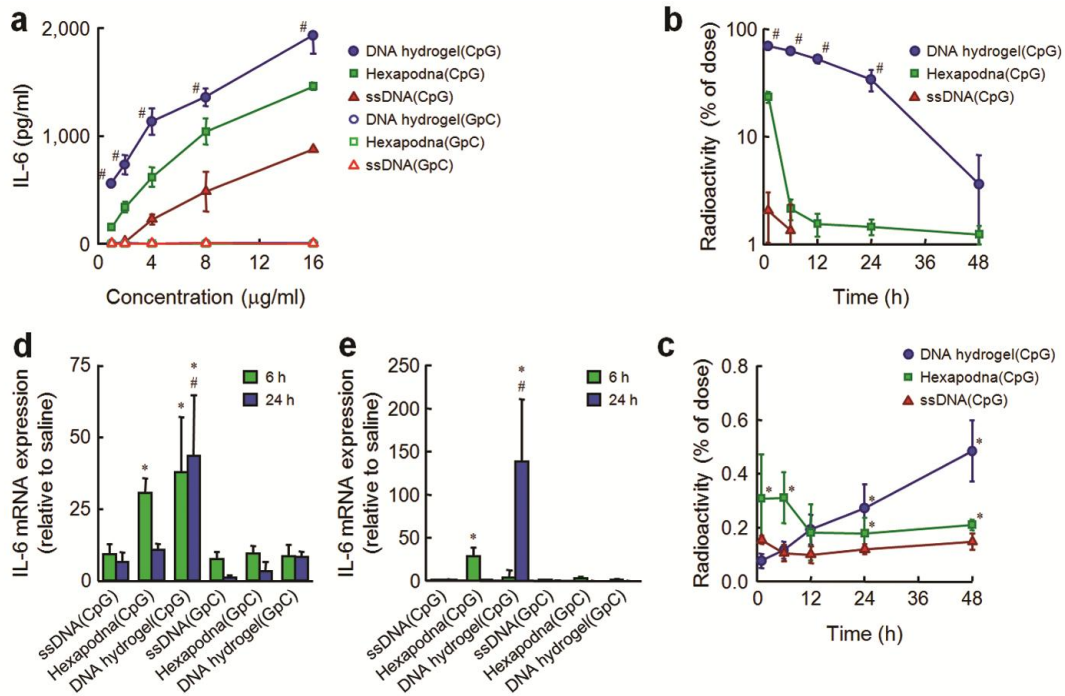 a
IL-6 (pg/ml)
2,000
1,000
0
0
4
8
12
16
1
Concentration (µg/ml)
#
#
#
#
#
DNA hydrogel(CpG)
Hexapodna(CpG)
ssDNA(CpG)
DNA hydrogel(GpC)
Hexapodna(GpC)
ssDNA(GpC)
b
Radioactivity (% of dose)
100
10
1
0
12
24
36
48
Time (h)
#
#
#
#
DNA hydrogel(CpG)
Hexapodna(CpG)
ssDNA(CpG)
d
IL-6 mRNA expression
(relative to saline)
75
50
25
0
*
*
*
#
6 h
24 h
ssDNA(CpG)
Hexapodna(CpG)
DNA hydrogel(CpG)
ssDNA(GpC)
Hexapodna(GpC)
DNA hydrogel(GpC)
e
IL-6 mRNA expression
(relative to saline)
250
200
150
100
50
0
*
*
#
6 h
24 h
ssDNA(CpG)
Hexapodna(CpG)
DNA hydrogel(CpG)
ssDNA(GpC)
Hexapodna(GpC)
DNA hydrogel(GpC)
c
Radioactivity (% of dose)
0.8
0.6
0.4
0.2
0.0
0
12
24
36
48
Time (h)
*
*
*
*
*
*
DNA hydrogel(CpG)
Hexapodna(CpG)
ssDNA(CpG)